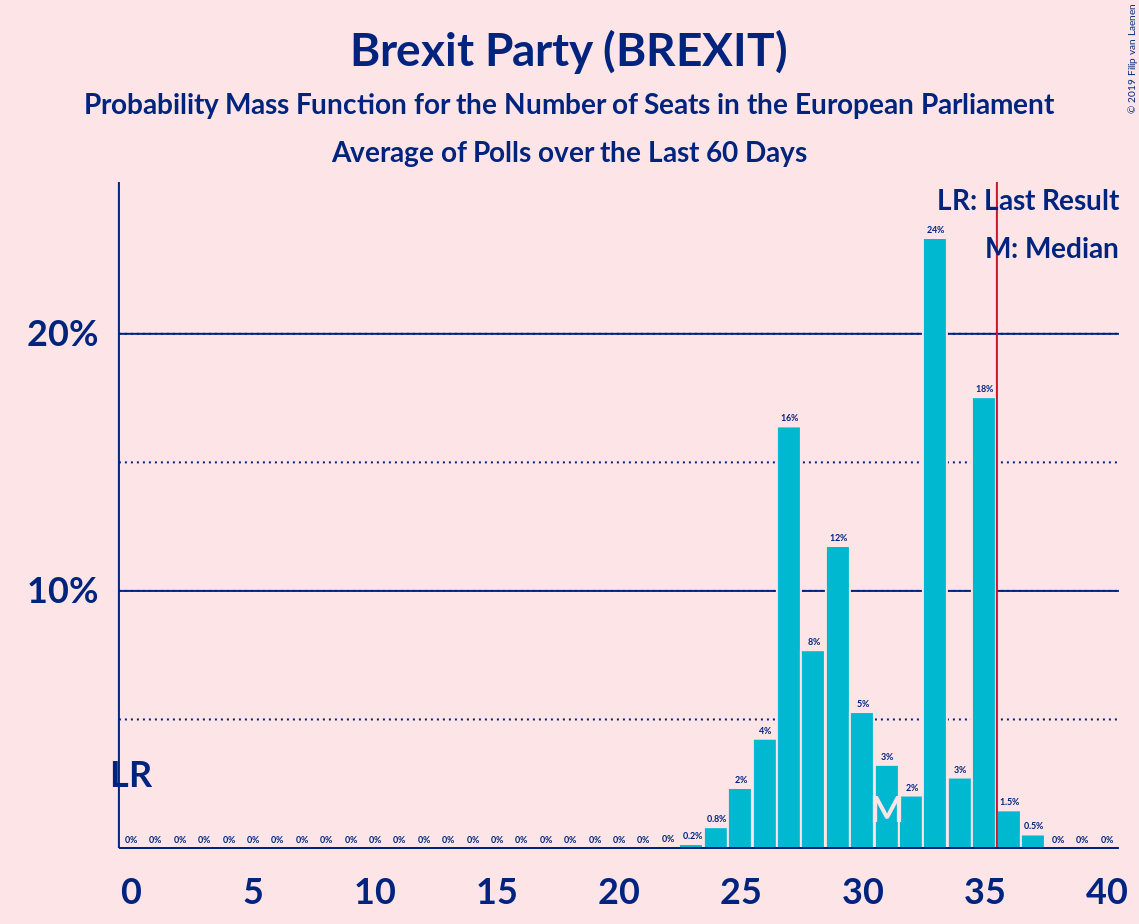 Brexit Party (BREXIT)
Probability Mass Function for the Number of Seats in the European Parliament
Average of Polls over the Last 60 Days
© 2019 Filip van Laenen
LR: Last Result
M: Median
24%
20%
18%
16%
12%
10%
8%
5%
4%
3%
3%
2%
2%
1.5%
0.8%
0.5%
0.2%
LR
M
0% 0% 0% 0% 0% 0% 0% 0% 0% 0% 0% 0% 0% 0% 0% 0% 0% 0% 0% 0% 0% 0% 0% 0% 0% 0%
0 5 10 15 20 25 30 35 40